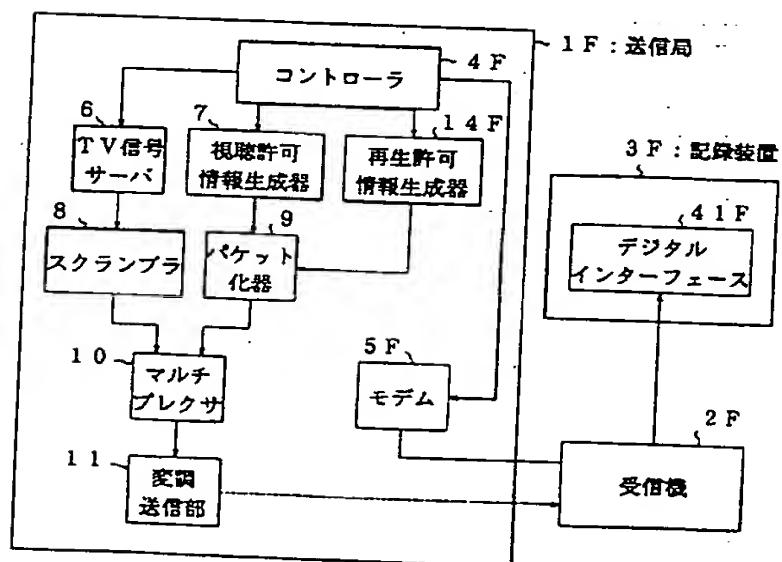 1F：送信局
4F
コントローラ
6
7
14F
TV信号
サーバ
視聴許可
情報生成器
再生許可
情報生成器
3F：記録装置
8
9
41F
スクランブラ
パケット
化器
デジタル
インターフェース
10
5F
マルチ
プレクサ
モデム
2F
11
変調
送信部
受信機